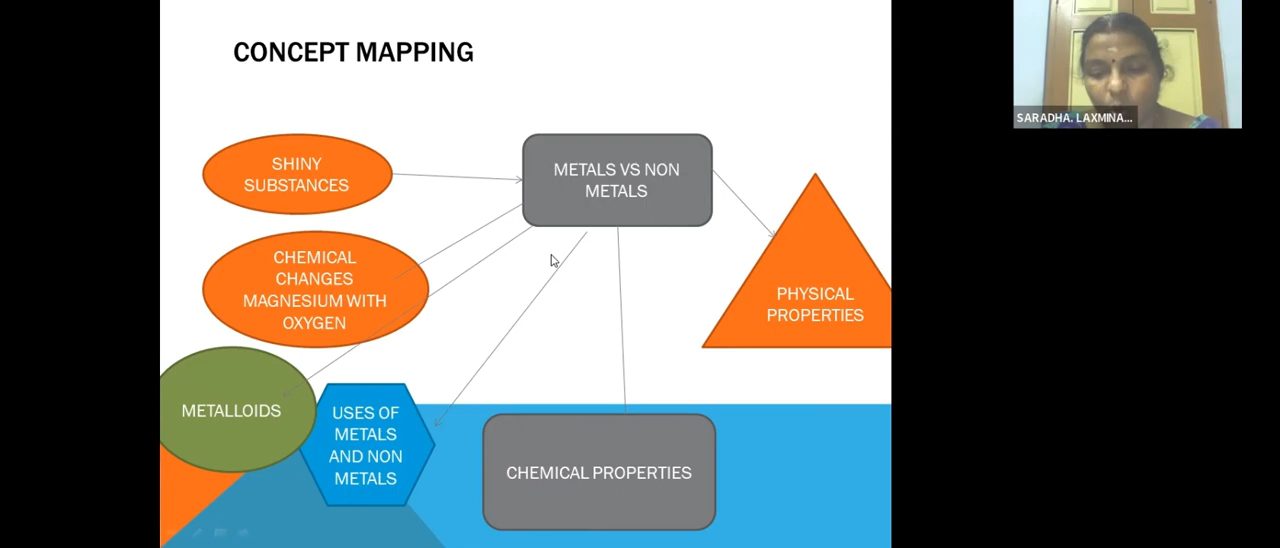 CONCEPT MAPPING
SHINY
SUBSTANCES
METALS VS NON
METALS
CHEMICAL
CHANGES
MAGNESIUM WITH
OXYGEN
PHYSICAL
PROPERTIES
METALLOIDS
USES OF
METALS
AND NON
METALS
CHEMICAL PROPERTIES
SARADHA. LAXMINA...